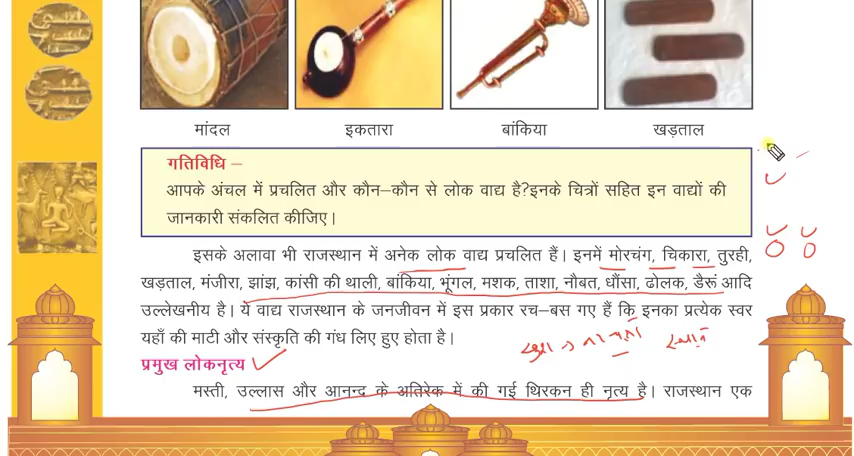 मांदल
इकतारा
बांकिया
खड़ताल
गतिविधि –
आपके अंचल में प्रचलित और कौन–कौन से लोक वाद्य है?इनके चित्रों सहित इन वाद्यों की
जानकारी संकलित कीजिए।
इसके अलावा भी राजस्थान में अनेक लोक वाद्य प्रचलित हैं। इनमें मोरचंग, चिकारा, तुरही,
खड़ताल, मंजीरा, झांझ, कांसी की थाली, बांकिया, भूंगल, मशक, ताशा, नौबत, धौंसा, ढोलक, डैरूं आदि
उल्लेखनीय है। ये वाद्य राजस्थान के जनजीवन में इस प्रकार रच–बस गए हैं कि इनका प्रत्येक स्वर
यहाँ की माटी और संस्कृति की गंध लिए हुए होता है।
प्रमुख लोकनृत्य
मस्ती, उल्लास और आनन्द के अतिरेक में की गई थिरकन ही नृत्य है। राजस्थान एक